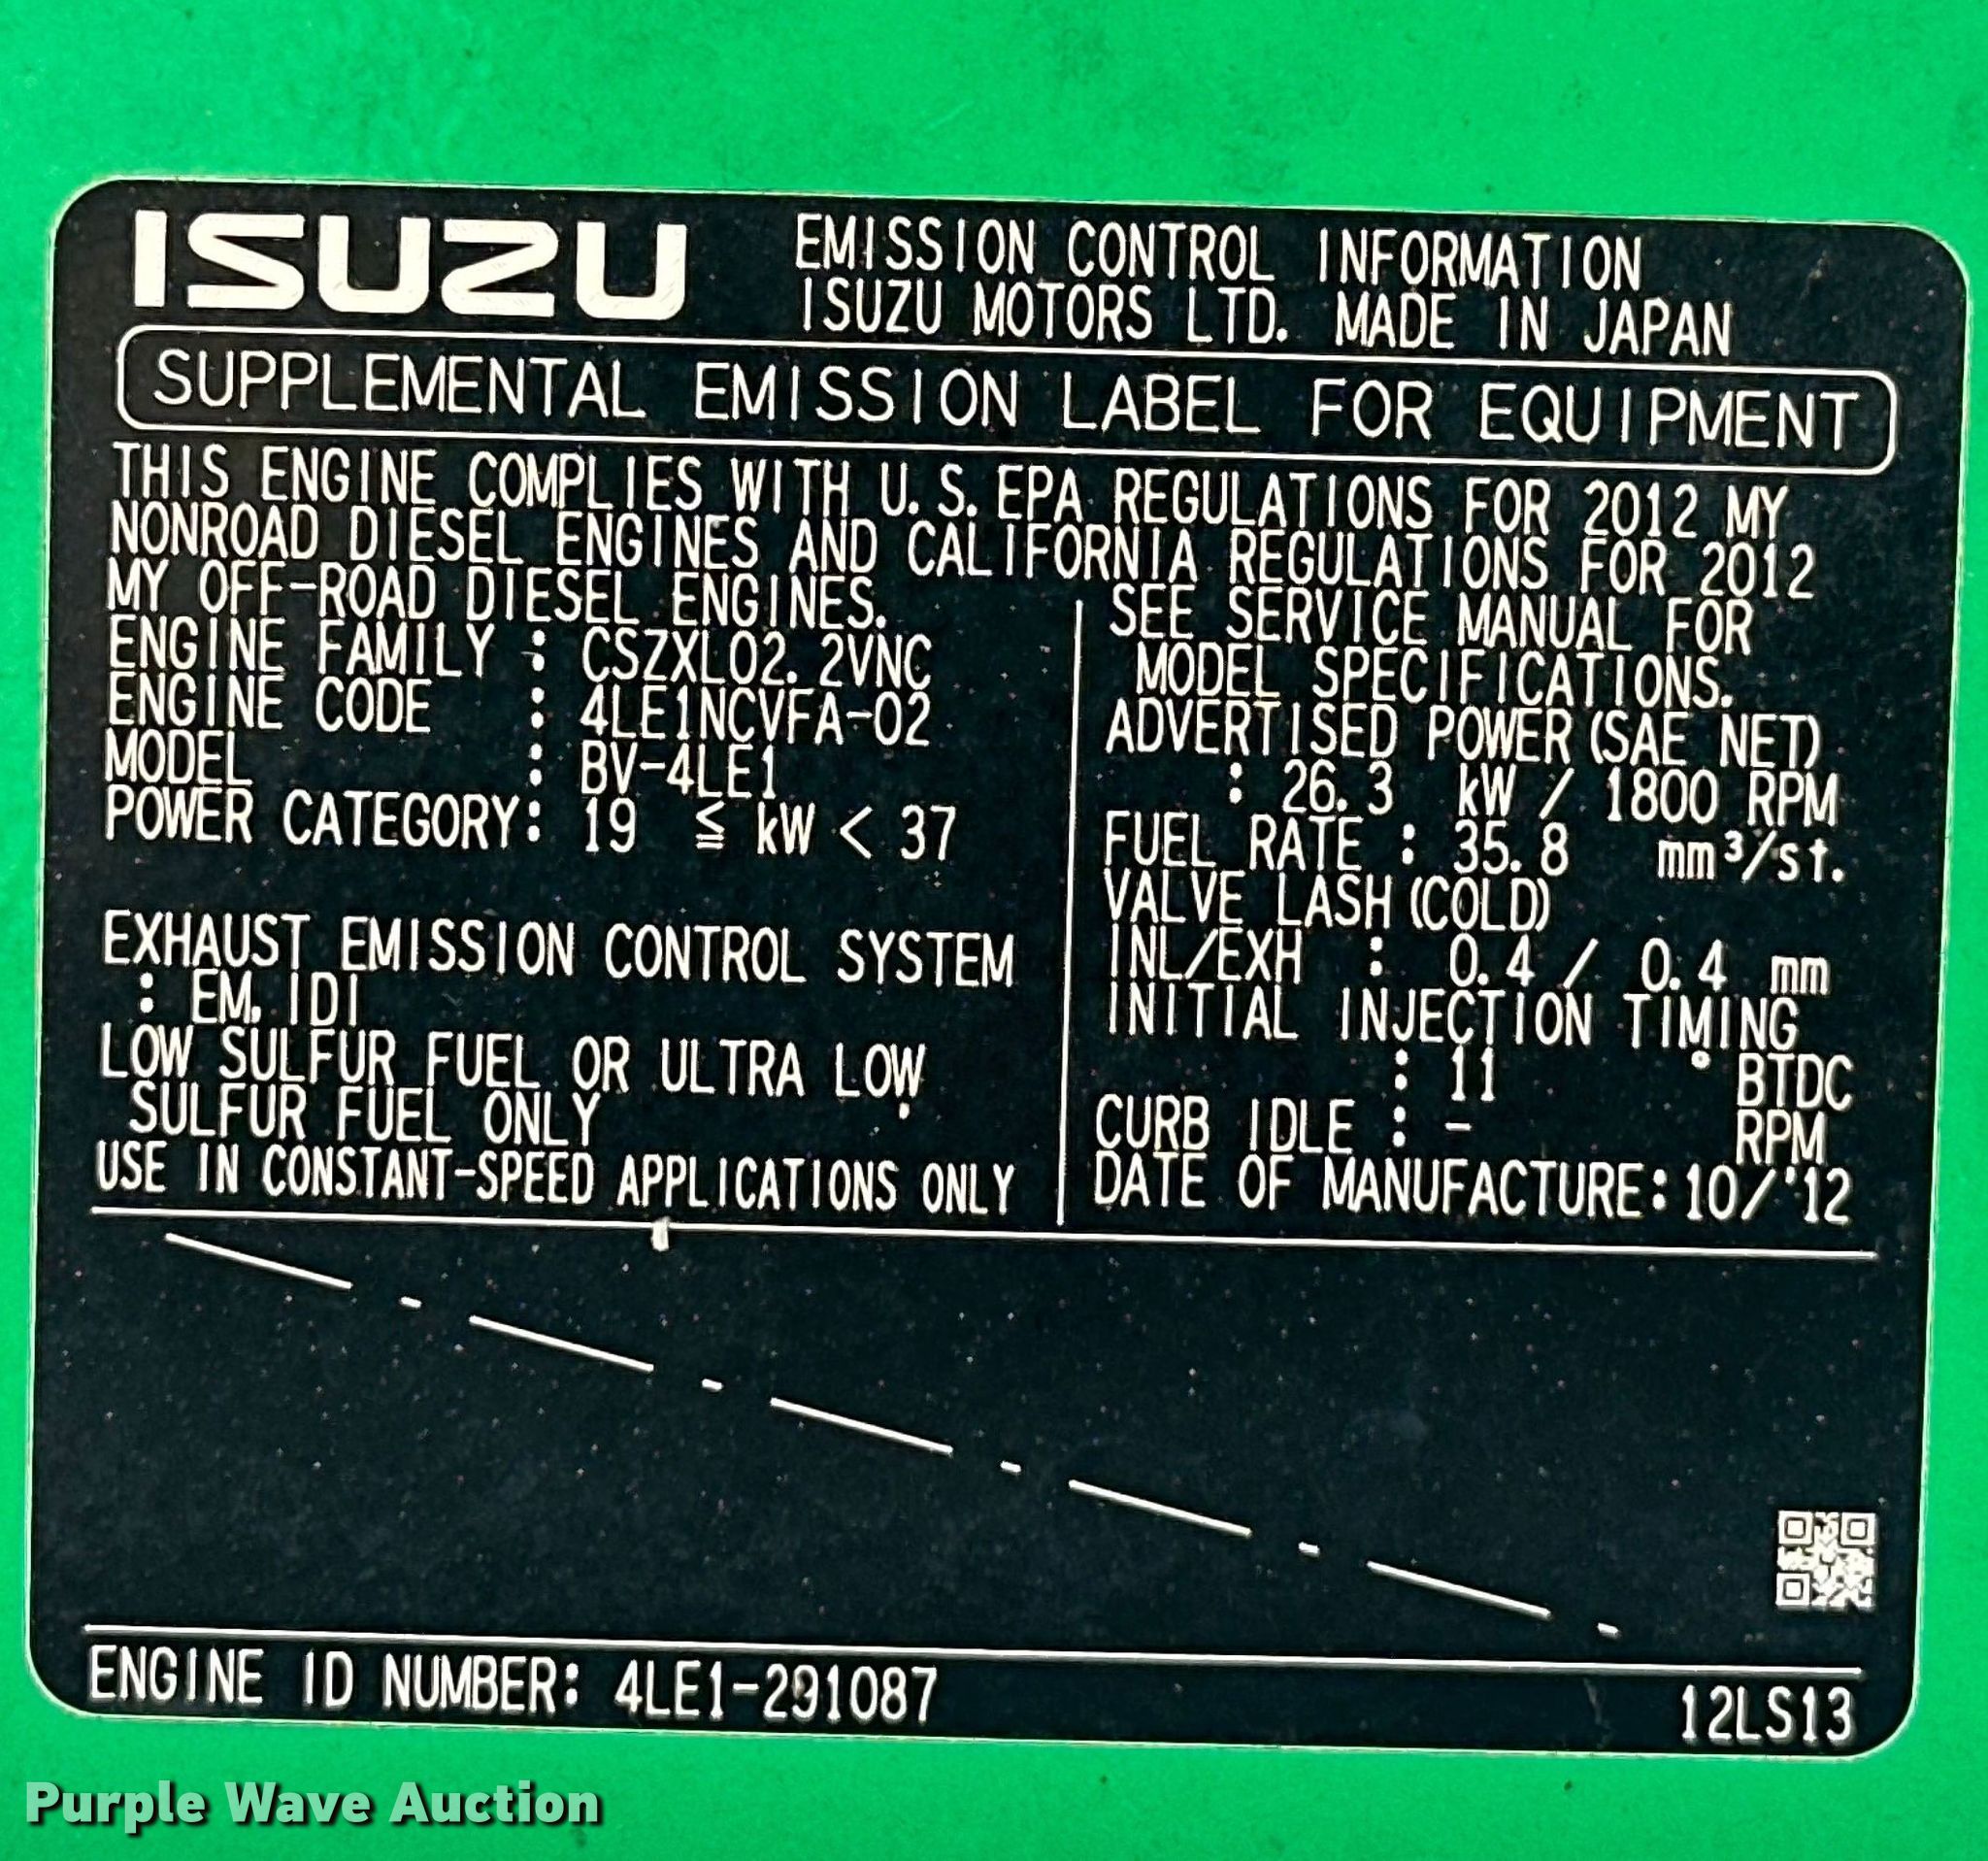 ISUZU
EMISSION CONTROL INFORMATION
ISUZU MOTORS LTD. MADE IN JAPAN
SUPPLEMENTAL EMISSION LABEL FOR EQUIPMENT
THIS ENGINE COMPLIES WITH U.S. EPA REGULATIONS FOR 2012 MY
NONROAD DIESEL ENGINES AND CALIFORNIA REGULATIONS FOR 2012
MY OFF-ROAD DIESEL ENGINES.
ENGINE FAMILY : CSZXL02.2VNC
ENGINE CODE : 4LE1NCVFA-02
MODEL : BV-4LE1
POWER CATEGORY: 19 ≦ kW < 37
EXHAUST EMISSION CONTROL SYSTEM
: EM, IDI
LOW SULFUR FUEL OR ULTRA LOW
SULFUR FUEL ONLY
USE IN CONSTANT-SPEED APPLICATIONS ONLY
SEE SERVICE MANUAL FOR
MODEL SPECIFICATIONS.
ADVERTISED POWER (SAE NET)
: 26.3 kW / 1800 RPM
FUEL RATE : 35.8 mm³/st.
VALVE LASH (COLD)
INL/EXH : 0.4 / 0.4 mm
INITIAL INJECTION TIMING
: 11 ° BTDC
CURB IDLE : - RPM
DATE OF MANUFACTURE: 10/'12
ENGINE ID NUMBER: 4LE1-291087
12LS13
Purple Wave Auction